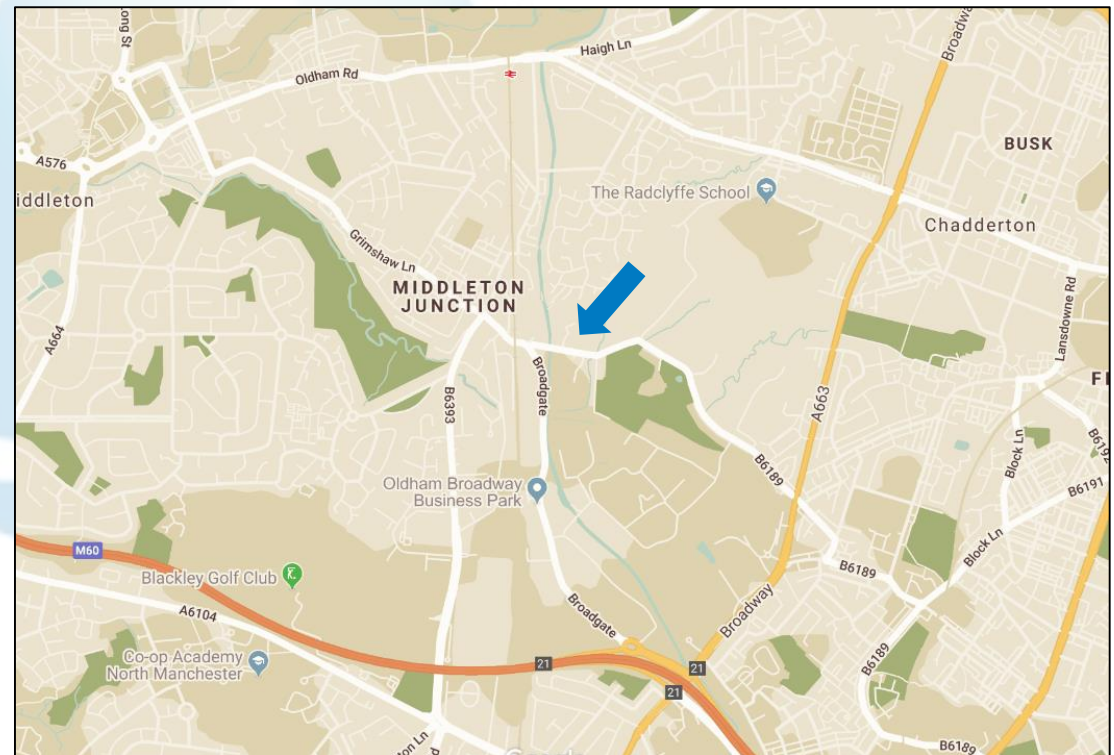 Long St
Oldham Rd
Haigh Ln
Broadway
BUSK
A576
iddleton
The Radclyffe School
Chadderton
Grimshaw Ln
MIDDLETON
JUNCTION
Lansdowne Rd
A664
Broadgate
B6393
A663
Block Ln
B6192
B6189
Oldham Broadway
Business Park
B6191
M60
Block Ln
Blackley Golf Club
B6189
A6104
Broadgate
Broadway
Co-op Academy
North Manchester
21
21
21
B6189
B6189